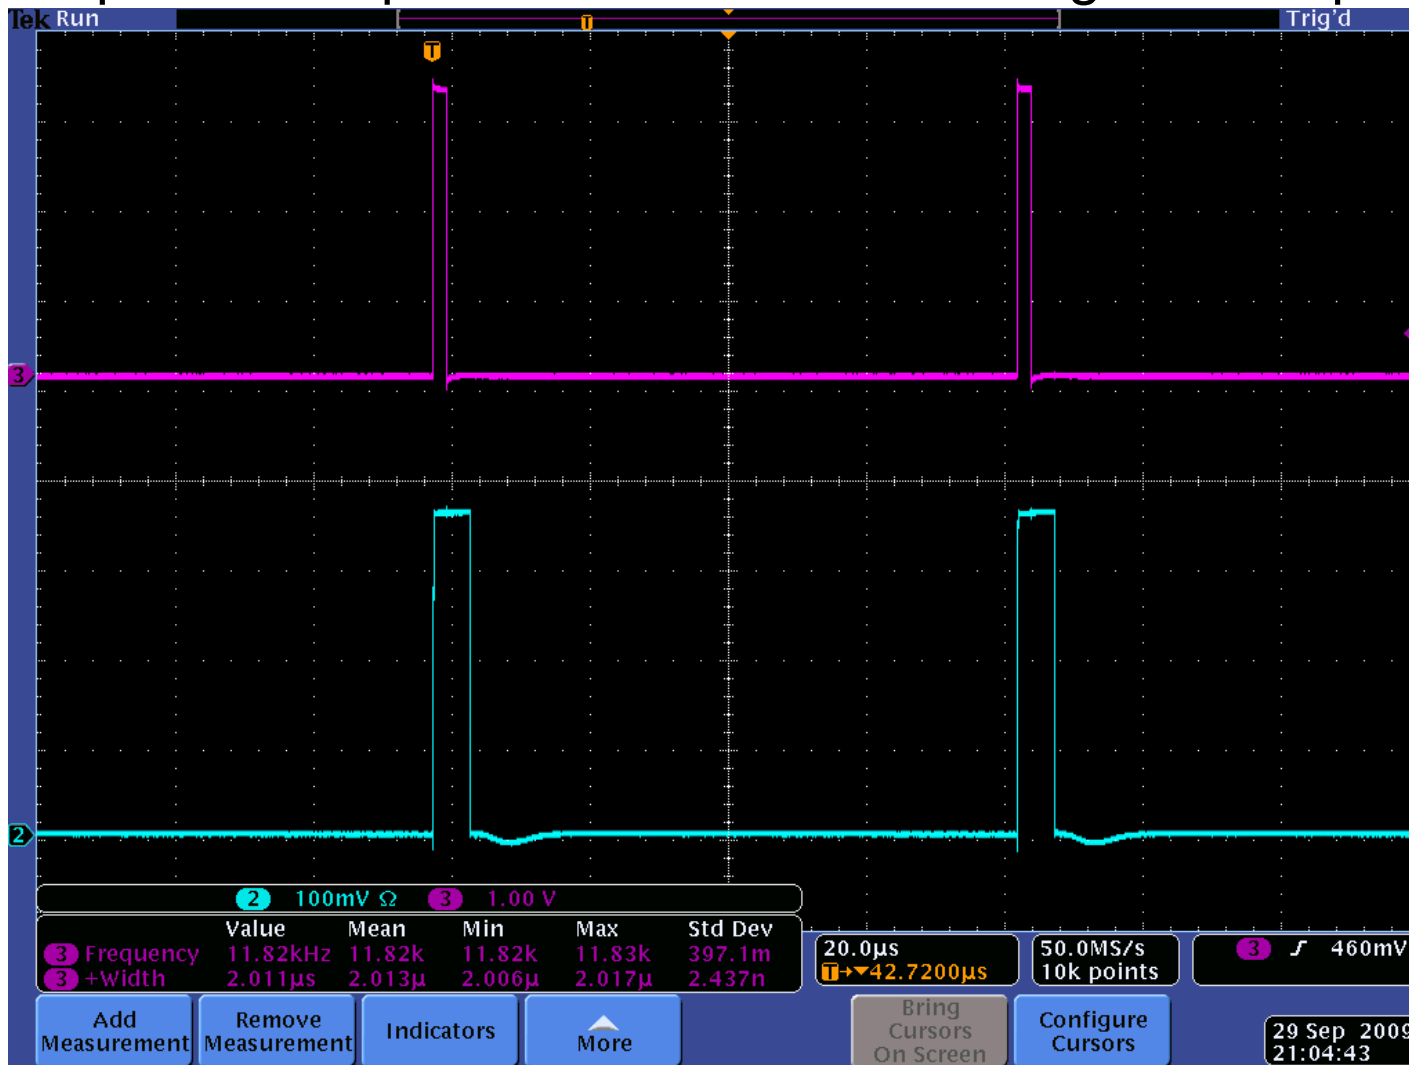 Tek Run Trig'd
T
T
3
2
2 100mV Ω 3 1.00 V
Value Mean Min Max Std Dev
3 Frequency 11.82kHz 11.82k 11.82k 11.83k 397.1m
3 +Width 2.011μs 2.013μ 2.006μ 2.017μ 2.437n
20.0μs
T→▼42.7200μs
50.0MS/s
10k points
3 ∫ 460mV
Add Measurement
Remove Measurement
Indicators
More
Bring Cursors On Screen
Configure Cursors
29 Sep 2009
21:04:43